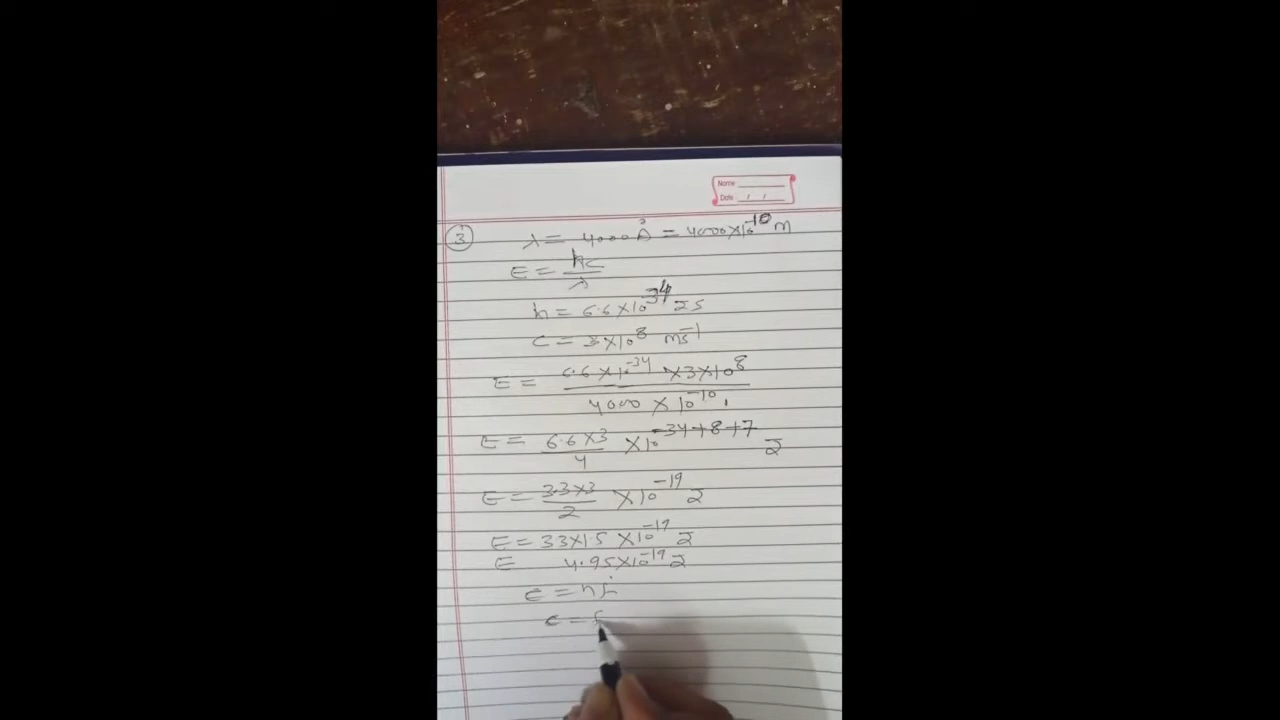 Name
Date / /
3 λ = 4000Å = 4000×10⁻¹⁰ m
E = hc/λ
h = 6.6×10⁻³⁴ Js
c = 3×10⁸ ms⁻¹
E = 6.6×10⁻³⁴ ×3×10⁸ / 4000 × 10⁻¹⁰
E = 6.6×3/4 ×10⁻³⁴⁺⁸⁺⁷ J
E = 3.3×3/2 ×10⁻¹⁹ J
E = 3.3×1.5 ×10⁻¹⁹ J
E 4.95×10⁻¹⁹ J
E = hf
c = f